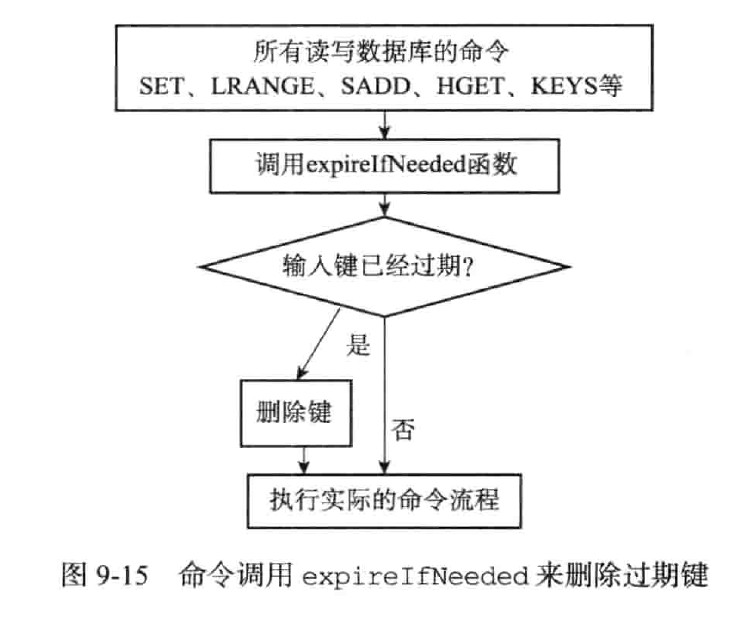 所有读写数据库的命令
SET、LRANGE、SADD、HGET、KEYS等
调用expireIfNeeded函数
输入键已经过期?
是
删除键
否
执行实际的命令流程
图 9-15 命令调用 expireIfNeeded 来删除过期键